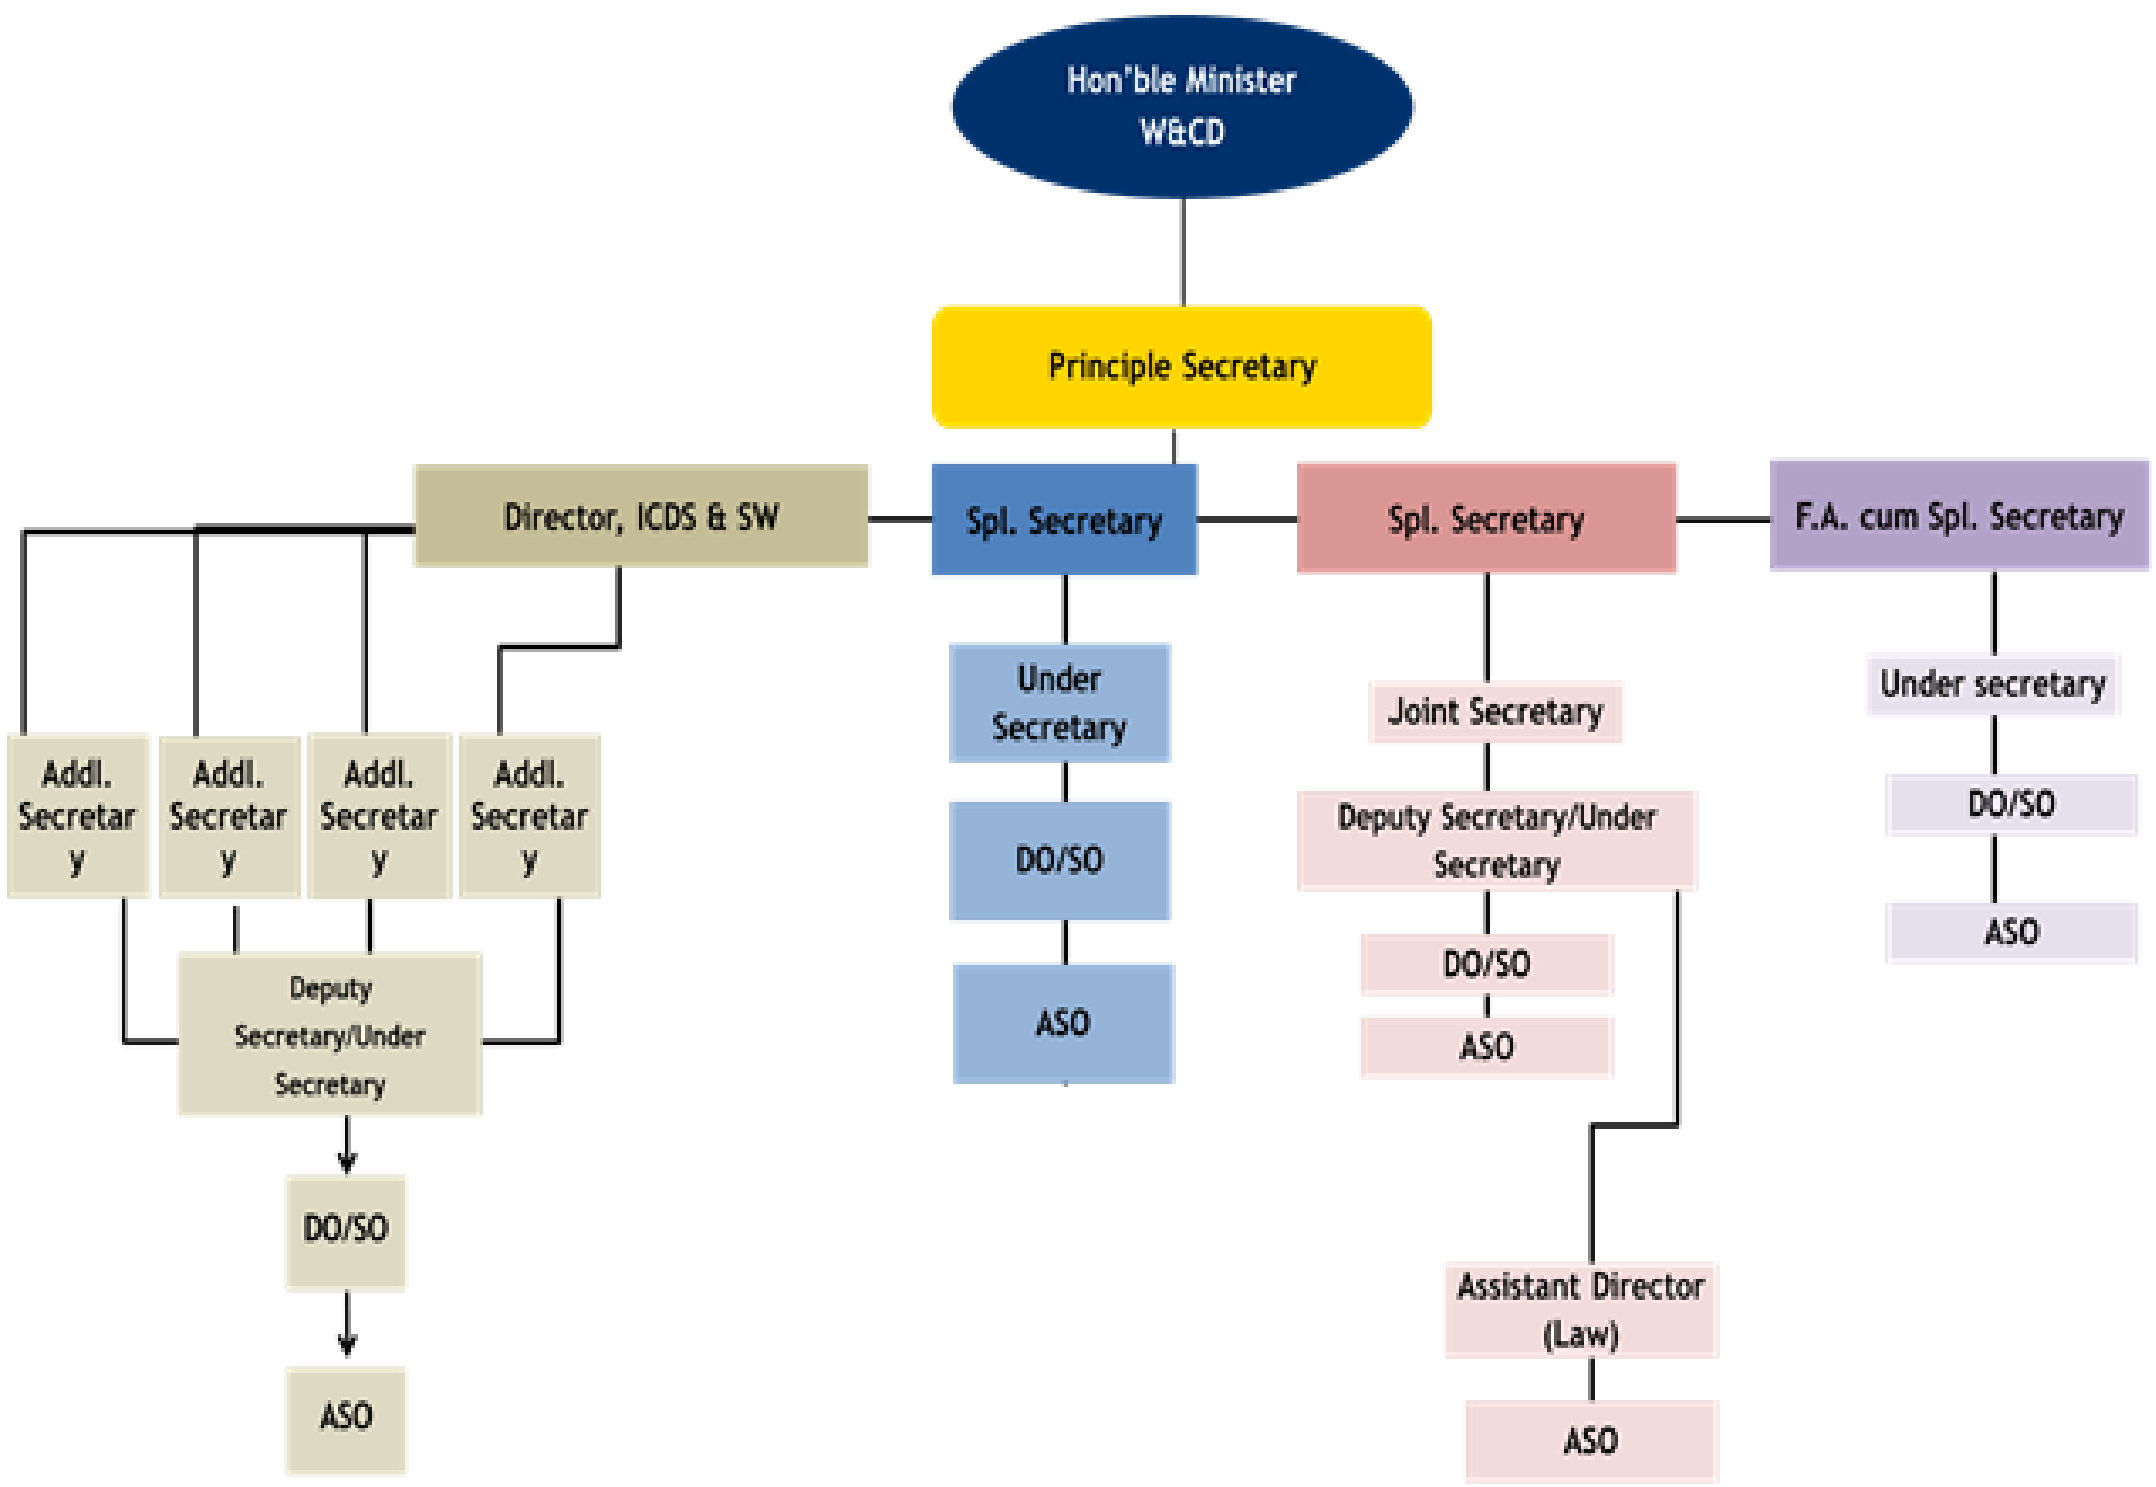 Hon'ble Minister
W&CD
Principle Secretary
Director, ICDS & SW
Spl. Secretary
Spl. Secretary
F.A. cum Spl. Secretary
Addl.
Secretar
y
Addl.
Secretar
y
Addl.
Secretar
y
Addl.
Secretar
y
Deputy
Secretary/Under
Secretary
DO/SO
ASO
Under
Secretary
DO/SO
ASO
Joint Secretary
Deputy Secretary/Under
Secretary
DO/SO
ASO
Assistant Director
(Law)
ASO
Under secretary
DO/SO
ASO